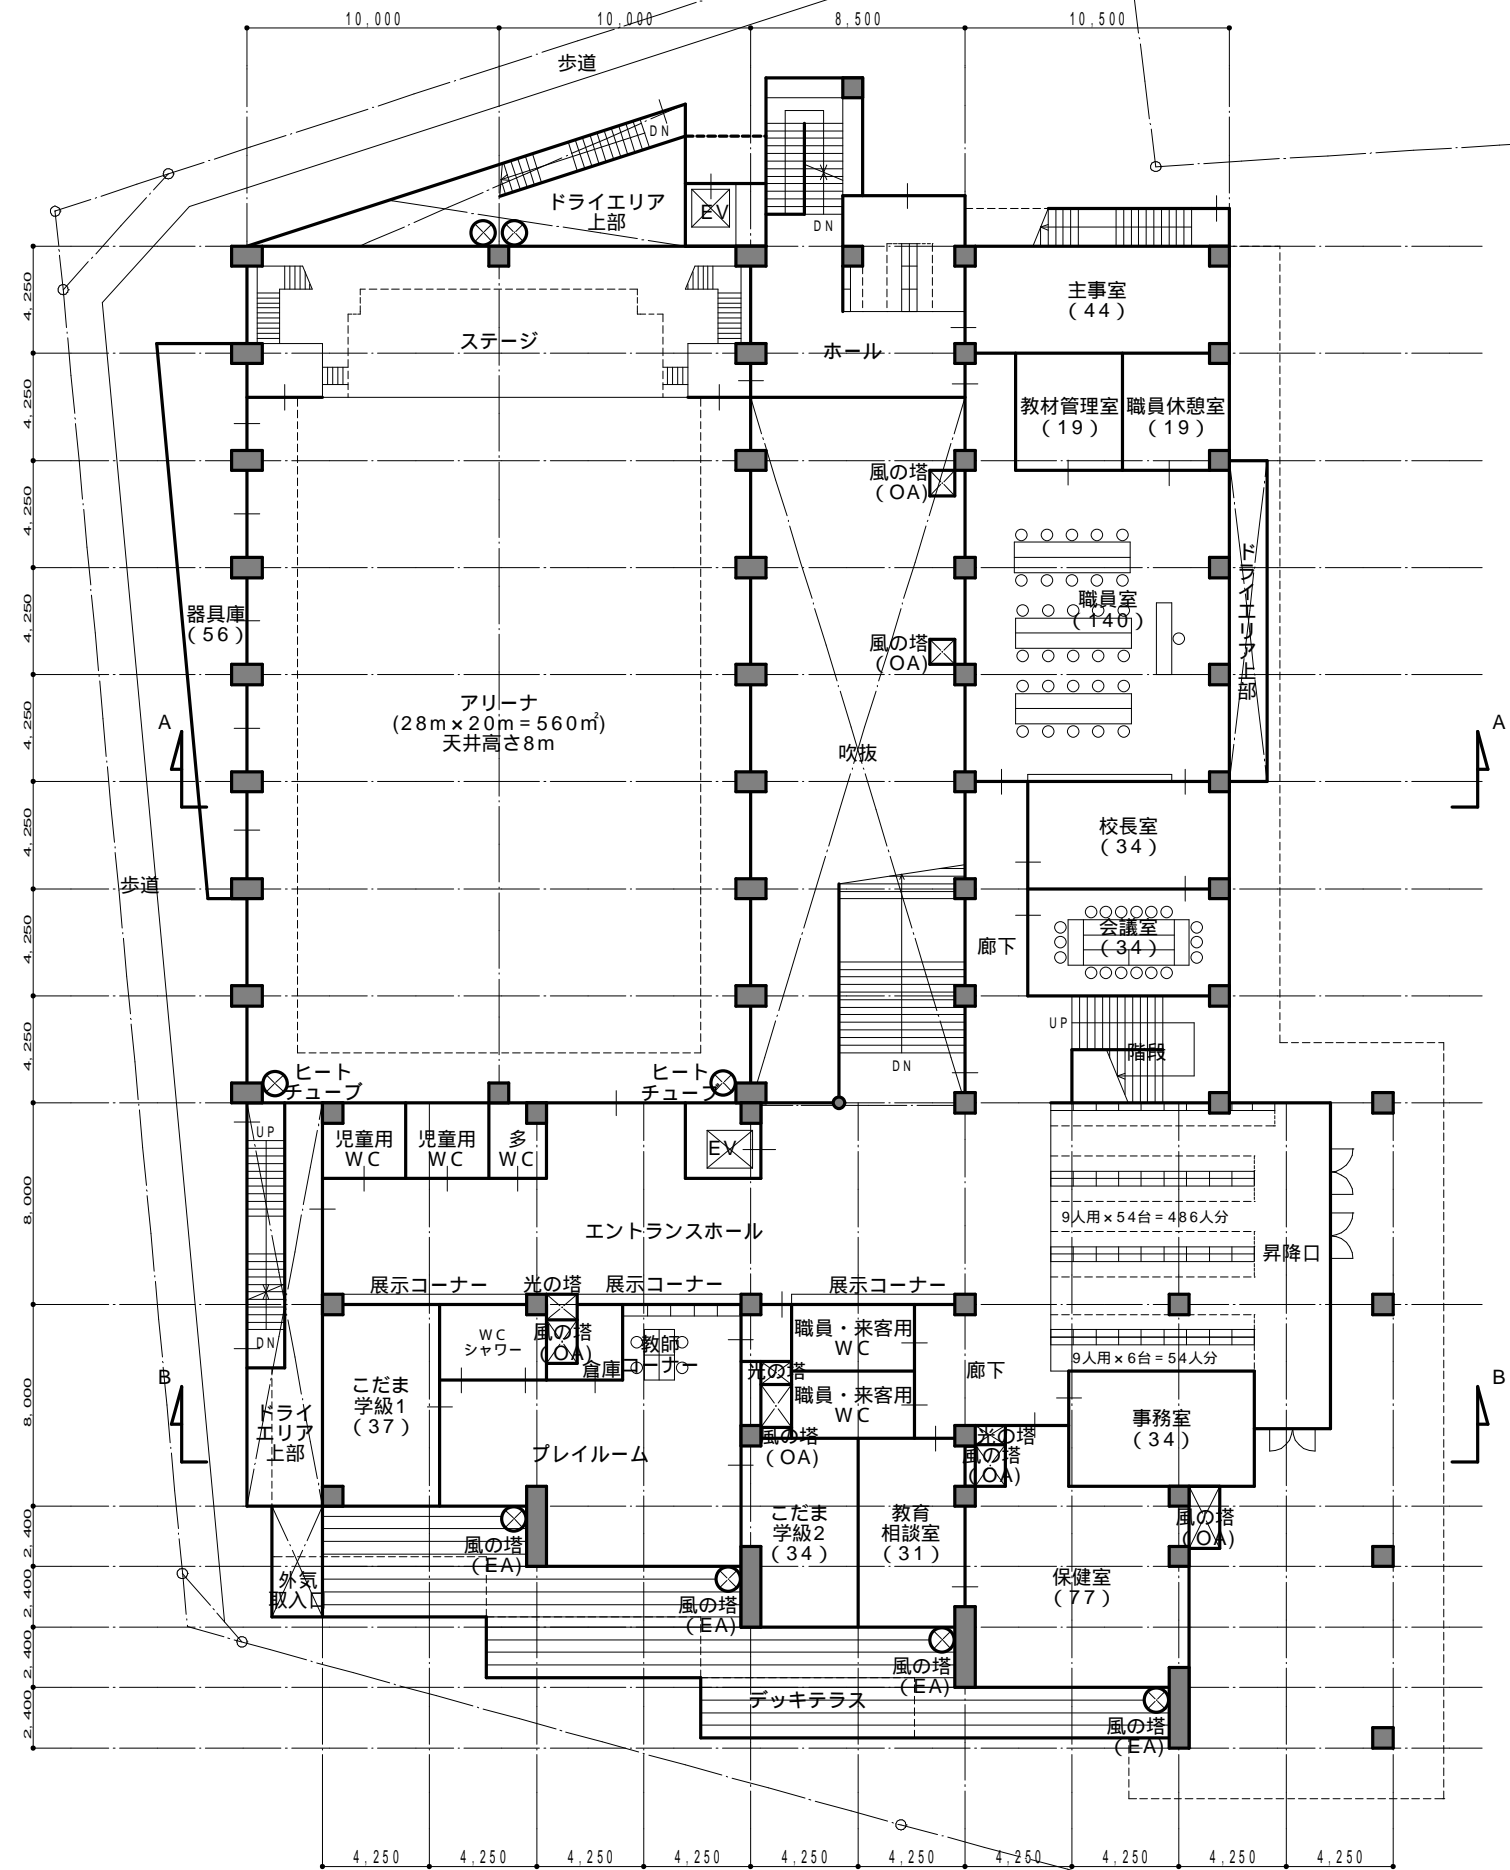 10,000
10,000
8,500
10,500
歩道
DN
ドライエリア
上部
EV
DN
4,250
主事室
(44)
ステージ
ホール
4,250
教材管理室
(19)
職員休憩室
(19)
風の塔
(OA)
4,250
ドライエリア上部
4,250
器具庫
(56)
職員室
(140)
風の塔
(OA)
アリーナ
(28m×20m=560㎡)
天井高さ8m
4,250
A
A
吹抜
4,250
校長室
(34)
歩道
4,250
会議室
(34)
廊下
4,250
UP
階段
DN
ヒート
チューブ
ヒート
チューブ
UP
児童用
WC
児童用
WC
多
WC
EV
8,000
9人用×54台=486人分
エントランスホール
昇降口
展示コーナー
光の塔
展示コーナー
展示コーナー
DN
WC
シャワー
風の塔
(OA)
倉庫
教師
コーナー
職員・来客用
WC
9人用×6台=54人分
B
B
こだま
学級1
(37)
光の塔
廊下
職員・来客用
WC
8,000
ドライ
エリア
上部
事務室
(34)
プレイルーム
風の塔
(OA)
光の塔
風の塔
(OA)
2,400
風の塔
(EA)
こだま
学級2
(34)
教育
相談室
(31)
風の塔
(OA)
外気
取入口
2,400
風の塔
(EA)
保健室
(77)
2,400
風の塔
(EA)
デッキテラス
2,400
風の塔
(EA)
4,250
4,250
4,250
4,250
4,250
4,250
4,250
4,250
4,250
4,250